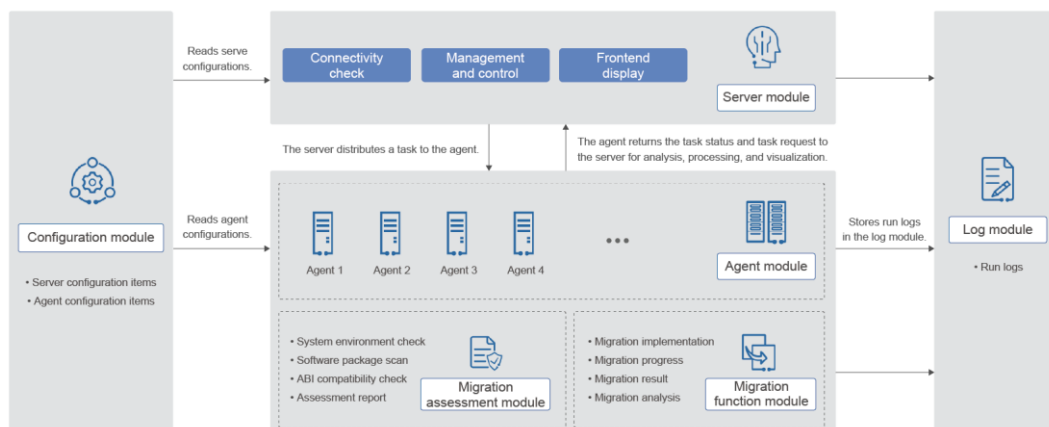 Reads serve
configurations.
Connectivity
check
Management
and control
Frontend
display
Server module
The server distributes a task to the agent.
The agent returns the task status and task request to
the server for analysis, processing, and visualization.
Configuration module
• Server configuration items
• Agent configuration items
Reads agent
configurations.
Agent 1
Agent 2
Agent 3
Agent 4
•••
Agent module
Stores run logs
in the log module.
Log module
• Run logs
• System environment check
• Software package scan
• ABI compatibility check
• Assessment report
Migration
assessment module
• Migration implementation
• Migration progress
• Migration result
• Migration analysis
Migration
function module